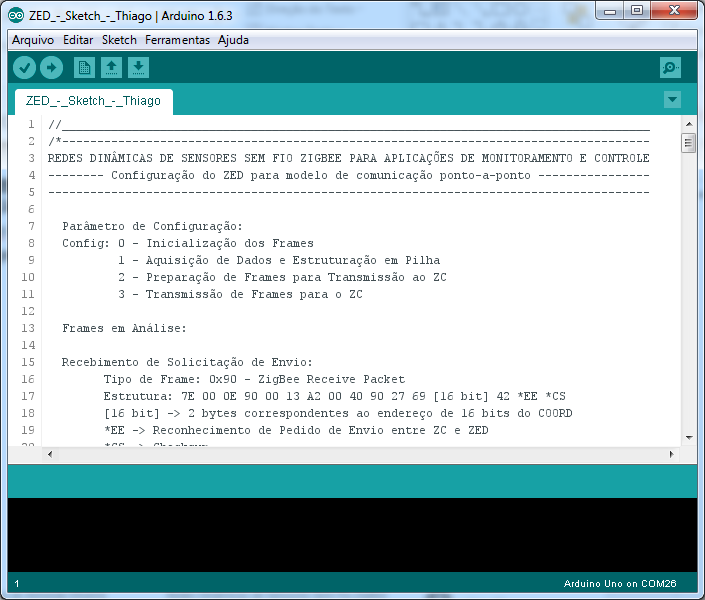 ZED_-_Sketch_-_Thiago | Arduino 1.6.3
Arquivo Editar Sketch Ferramentas Ajuda
ZED_-_Sketch_-_Thiago
1 //____________________________________________________________________________________
2 /*------------------------------------------------------------------------------------
3 REDES DINÂMICAS DE SENSORES SEM FIO ZIGBEE PARA APLICAÇÕES DE MONITORAMENTO E CONTROLE
4 -------- Configuração do ZED para modelo de comunicação ponto-a-ponto ----------------
5 --------------------------------------------------------------------------------------
6
7 Parâmetro de Configuração:
8 Config: 0 - Inicialização dos Frames
9 1 - Aquisição de Dados e Estruturação em Pilha
10 2 - Preparação de Frames para Transmissão ao ZC
11 3 - Transmissão de Frames para o ZC
12
13 Frames em Análise:
14
15 Recebimento de Solicitação de Envio:
16 Tipo de Frame: 0x90 - ZigBee Receive Packet
17 Estrutura: 7E 00 0E 90 00 13 A2 00 40 90 27 69 [16 bit] 42 *EE *CS
18 [16 bit] -> 2 bytes correspondentes ao endereço de 16 bits do COORD
19 *EE -> Reconhecimento de Pedido de Envio entre ZC e ZED
1 Arduino Uno on COM26